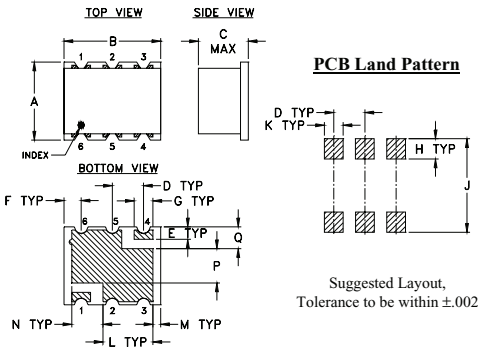 TOP VIEW
SIDE VIEW
B
C
MAX
1 2 3
A
INDEX
6 5 4
PCB Land Pattern
D TYP
K TYP
H TYP
J
BOTTOM VIEW
D TYP
F TYP
G TYP
6 5 4
E TYP
Q
P
1 2 3
N TYP
M TYP
L TYP
Suggested Layout,
Tolerance to be within ±.002